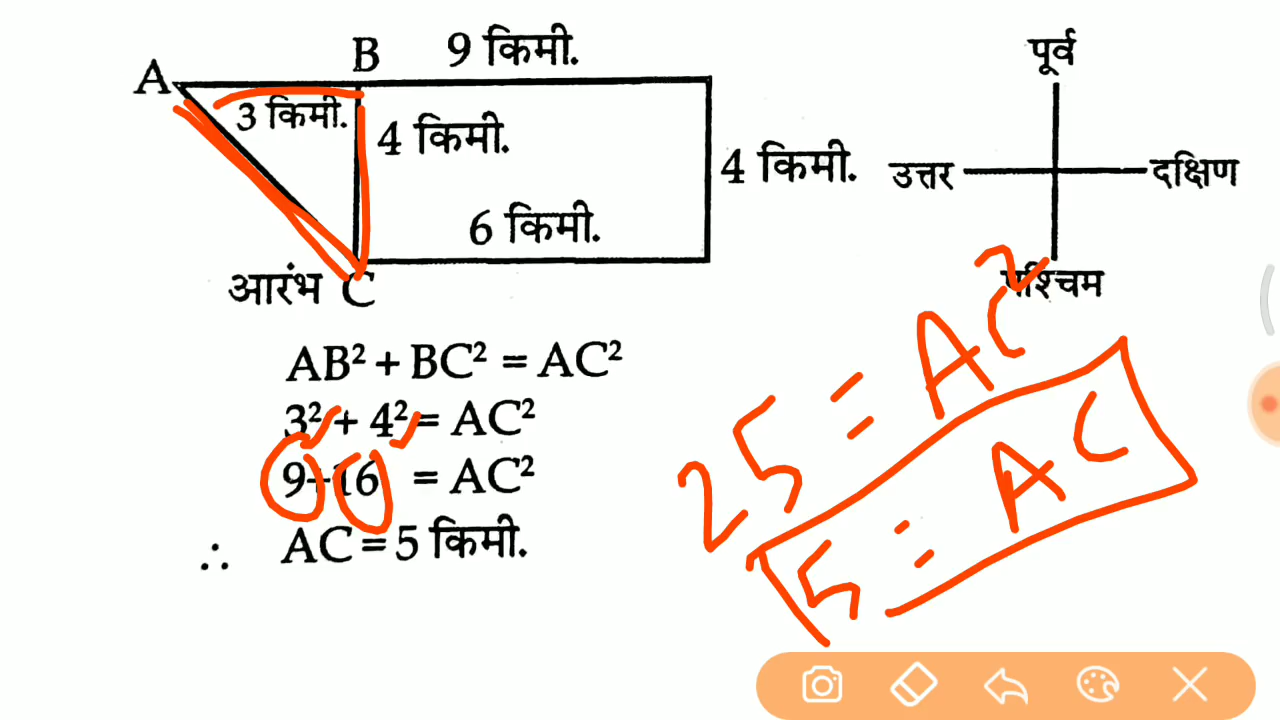 पूर्व
A B 9 किमी.
3 किमी. 4 किमी.
4 किमी. उत्तर दक्षिण
6 किमी.
आरंभ C पश्चिम
AB² + BC² = AC²
3² + 4² = AC²
9+16 = AC²
∴ AC = 5 किमी.
25 = AC²
5 = AC